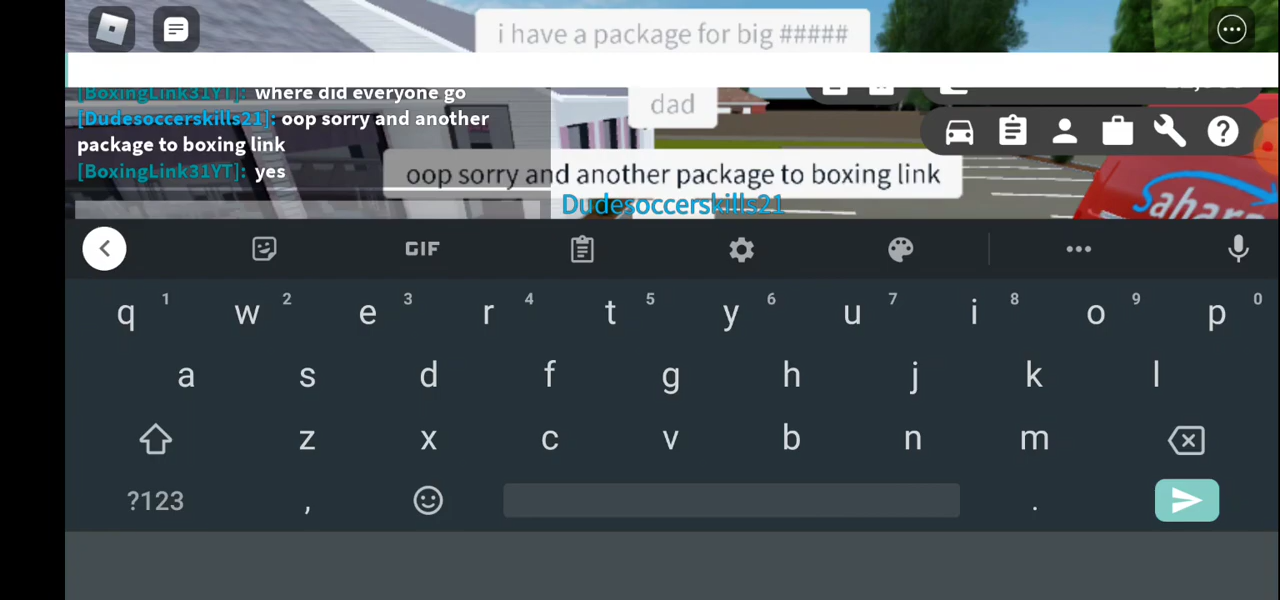 i have a package for big #####
[BoxingLink31YT]: where did everyone go
dad
[Dudesoccerskills21]: oop sorry and another
package to boxing link
[BoxingLink31YT]: yes
oop sorry and another package to boxing link
Dudesoccerskills21
Sahara
GIF
q 1 w 2 e 3 r 4 t 5 y 6 u 7 i 8 o 9 p 0
a s d f g h j k l
z x c v b n m
?123 , .